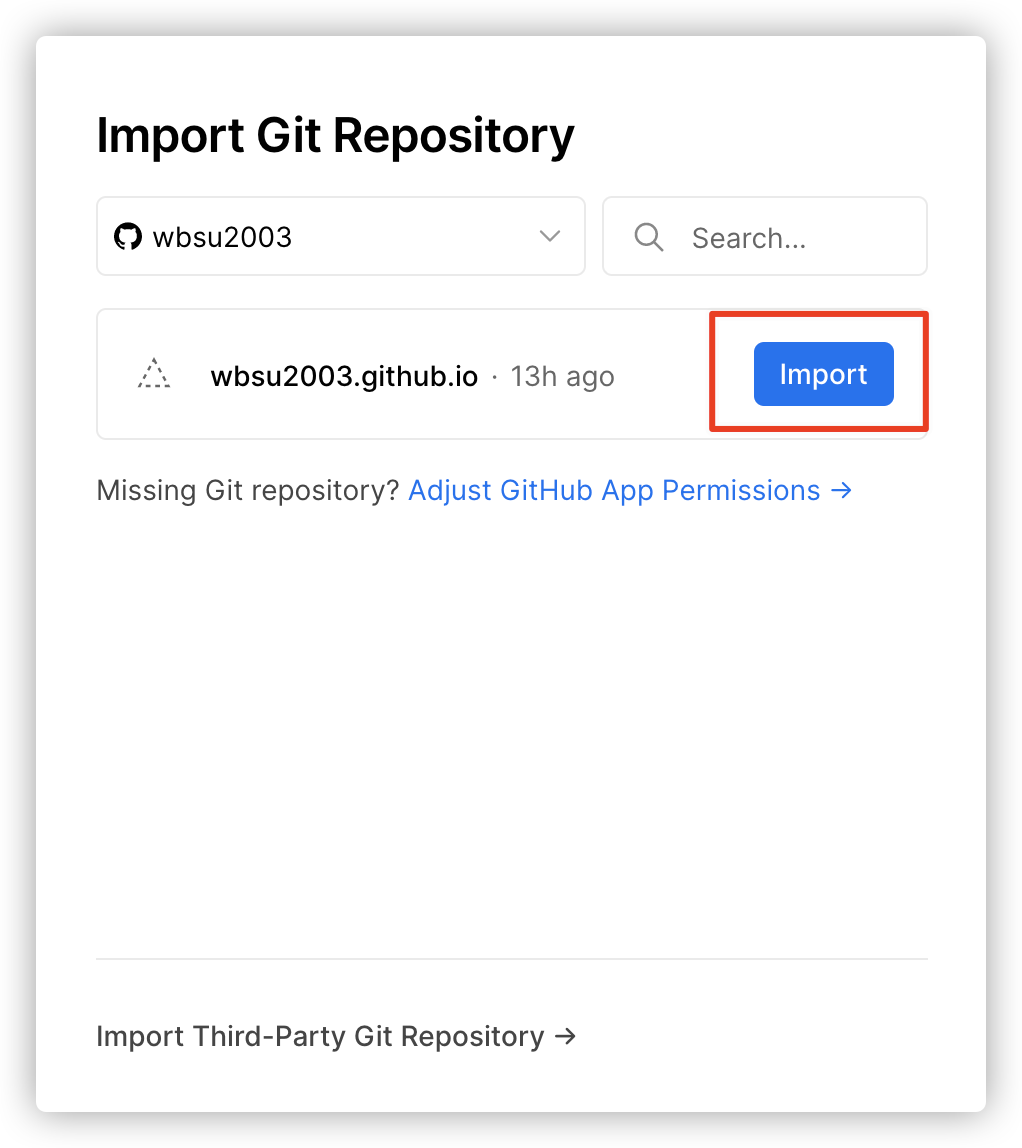 Import Git Repository
wbsu2003
Search...
wbsu2003.github.io · 13h ago
Import
Missing Git repository? Adjust GitHub App Permissions →
Import Third-Party Git Repository →